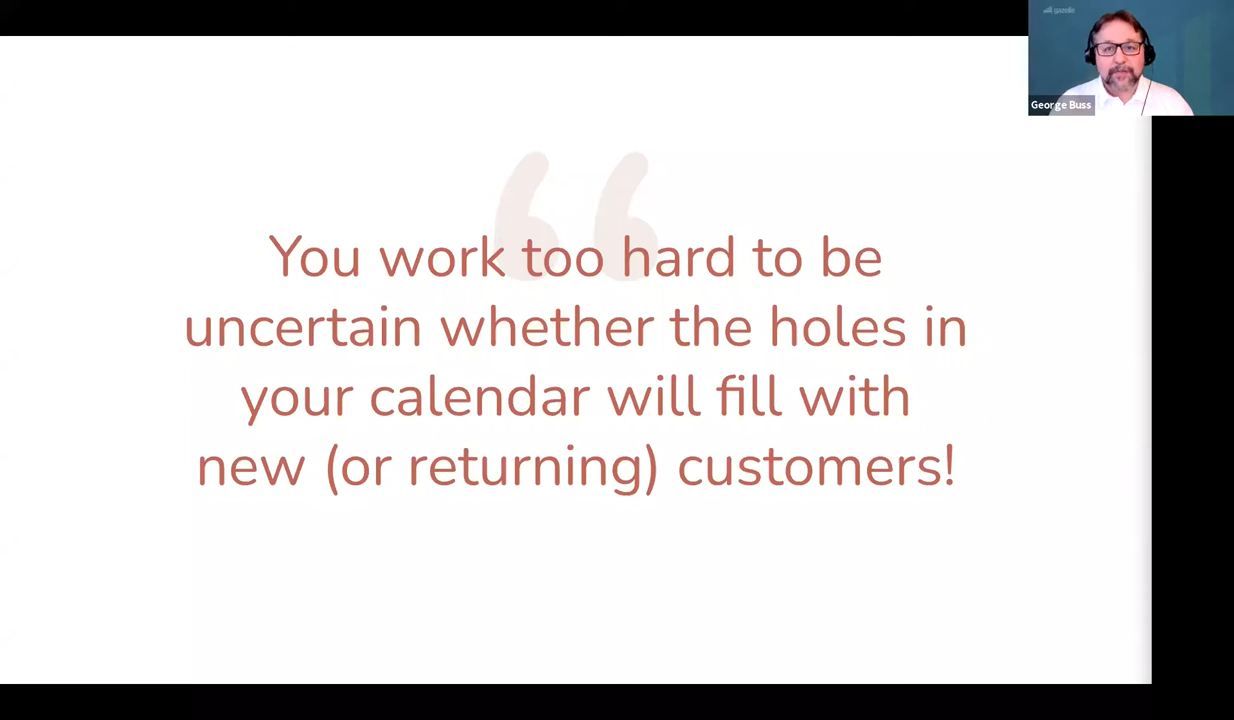 gazelle
George Buss
You work too hard to be
uncertain whether the holes in
your calendar will fill with
new (or returning) customers!